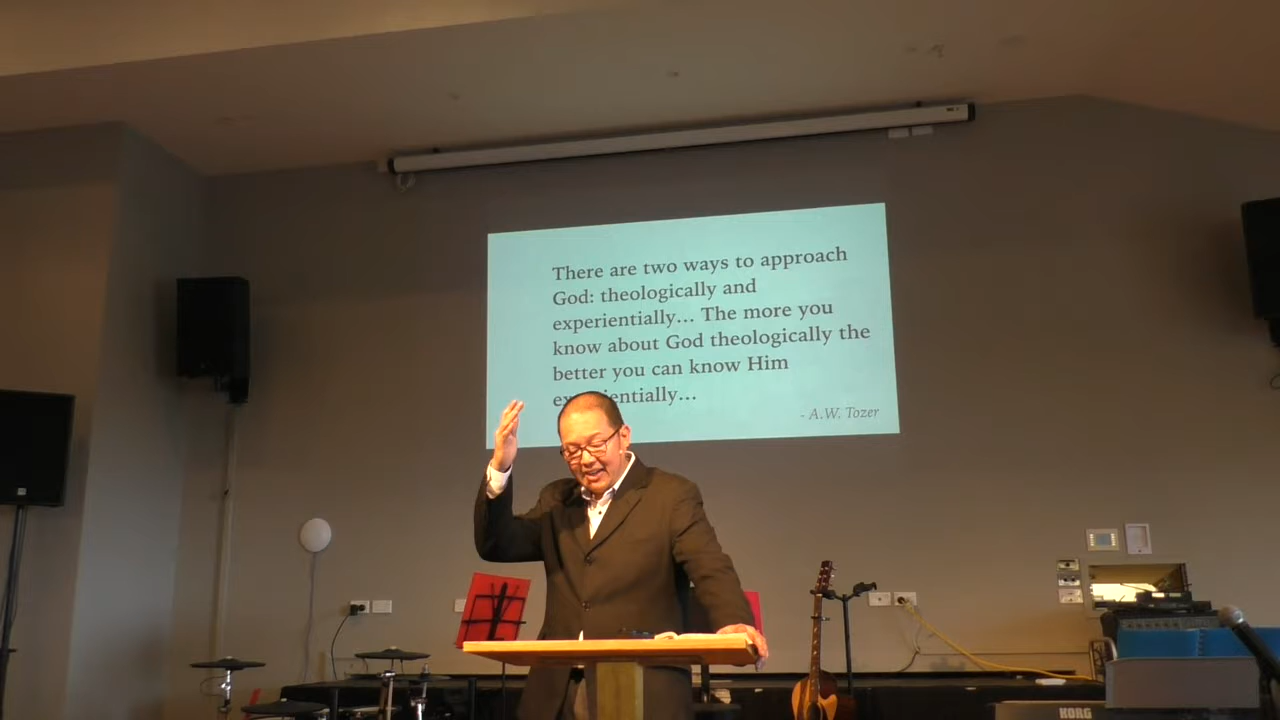 There are two ways to approach
God: theologically and
experientially... The more you
know about God theologically the
better you can know Him
entially...
- A.W. Tozer
KORG